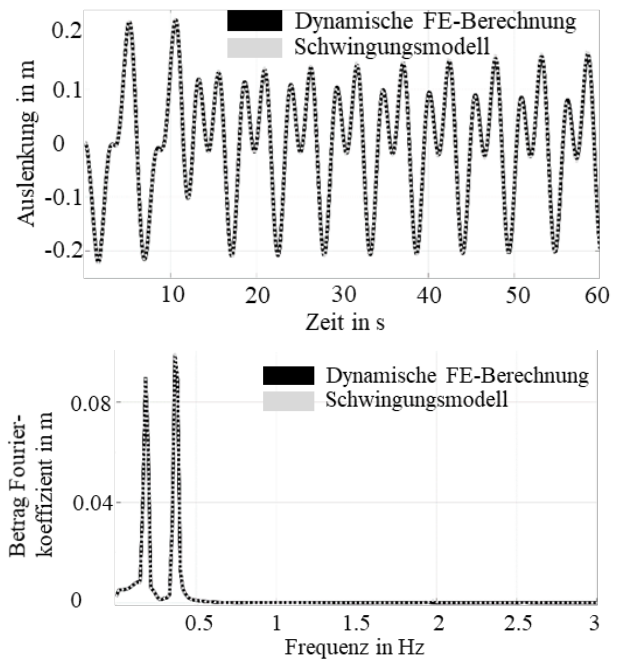 Dynamische FE-Berechnung
Schwingungsmodell
Auslenkung in m
0.2
0.1
0
-0.1
-0.2
10 20 30 40 50 60
Zeit in s
Dynamische FE-Berechnung
Schwingungsmodell
Betrag Fourier-
koeffizient in m
0.08
0.04
0
0.5 1 1.5 2 2.5 3
Frequenz in Hz